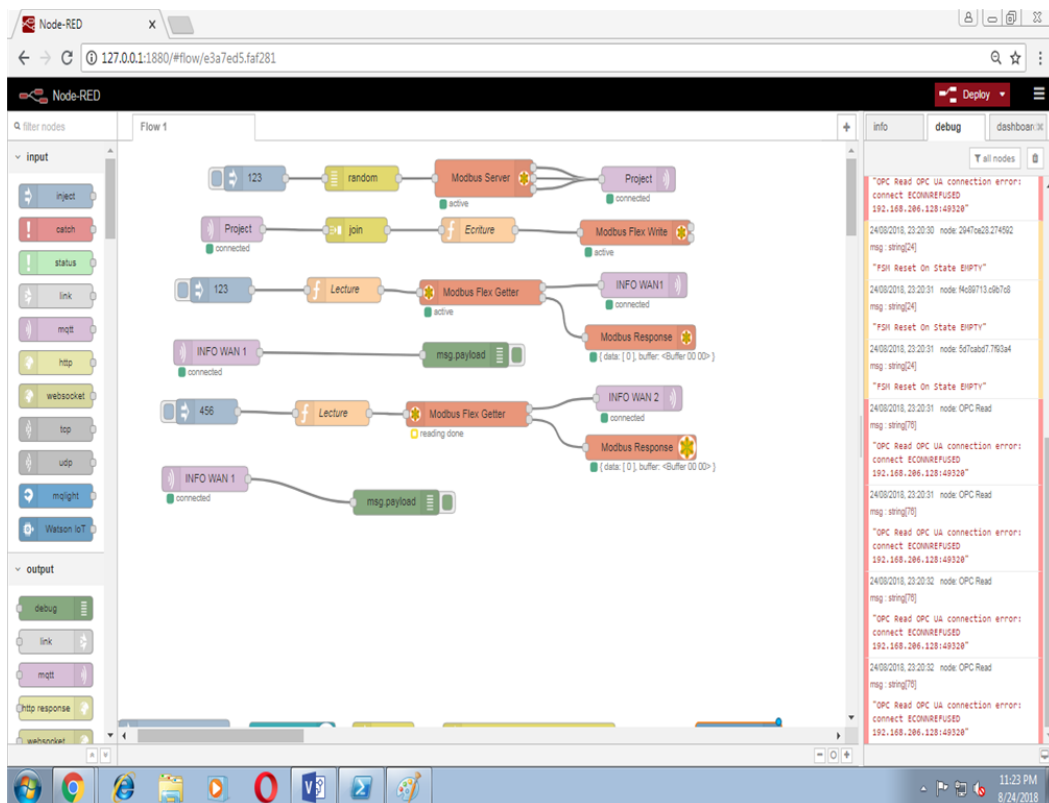 Node-RED
127.0.0.1:1880/#flow/e3a7ed5.faf281
Node-RED
Deploy
filter nodes
Flow 1
info
debug
dashboar
all nodes
input
inject
catch
status
link
mqtt
http
websocket
tcp
udp
mqlight
Watson IoT
output
debug
link
mqtt
http response
websocket
123
random
Modbus Server
active
Project
connected
Project
connected
join
Ecriture
Modbus Flex Write
active
123
Lecture
Modbus Flex Getter
active
INFO WAN1
connected
Modbus Response
{ data: [ 0 ], buffer: <Buffer 00 00> }
INFO WAN 1
connected
msg.payload
456
Lecture
Modbus Flex Getter
reading done
INFO WAN 2
connected
Modbus Response
{ data: [ 0 ], buffer: <Buffer 00 00> }
INFO WAN 1
connected
msg.payload
"OPC Read OPC UA connection error:
connect ECONNREFUSED
192.168.206.128:49320"
24/08/2018, 23:20:30 node: 2947ce28.274592
msg : string[24]
"FSM Reset On State EMPTY"
24/08/2018, 23:20:31 node: f4c89713.c9b7c8
msg : string[24]
"FSM Reset On State EMPTY"
24/08/2018, 23:20:31 node: 5d7cabd7.7f93a4
msg : string[24]
"FSM Reset On State EMPTY"
24/08/2018, 23:20:31 node: OPC Read
msg : string[76]
"OPC Read OPC UA connection error:
connect ECONNREFUSED
192.168.206.128:49320"
24/08/2018, 23:20:31 node: OPC Read
msg : string[76]
"OPC Read OPC UA connection error:
connect ECONNREFUSED
192.168.206.128:49320"
24/08/2018, 23:20:32 node: OPC Read
msg : string[76]
"OPC Read OPC UA connection error:
connect ECONNREFUSED
192.168.206.128:49320"
24/08/2018, 23:20:32 node: OPC Read
msg : string[76]
"OPC Read OPC UA connection error:
connect ECONNREFUSED
192.168.206.128:49320"
11:23 PM
8/24/2018